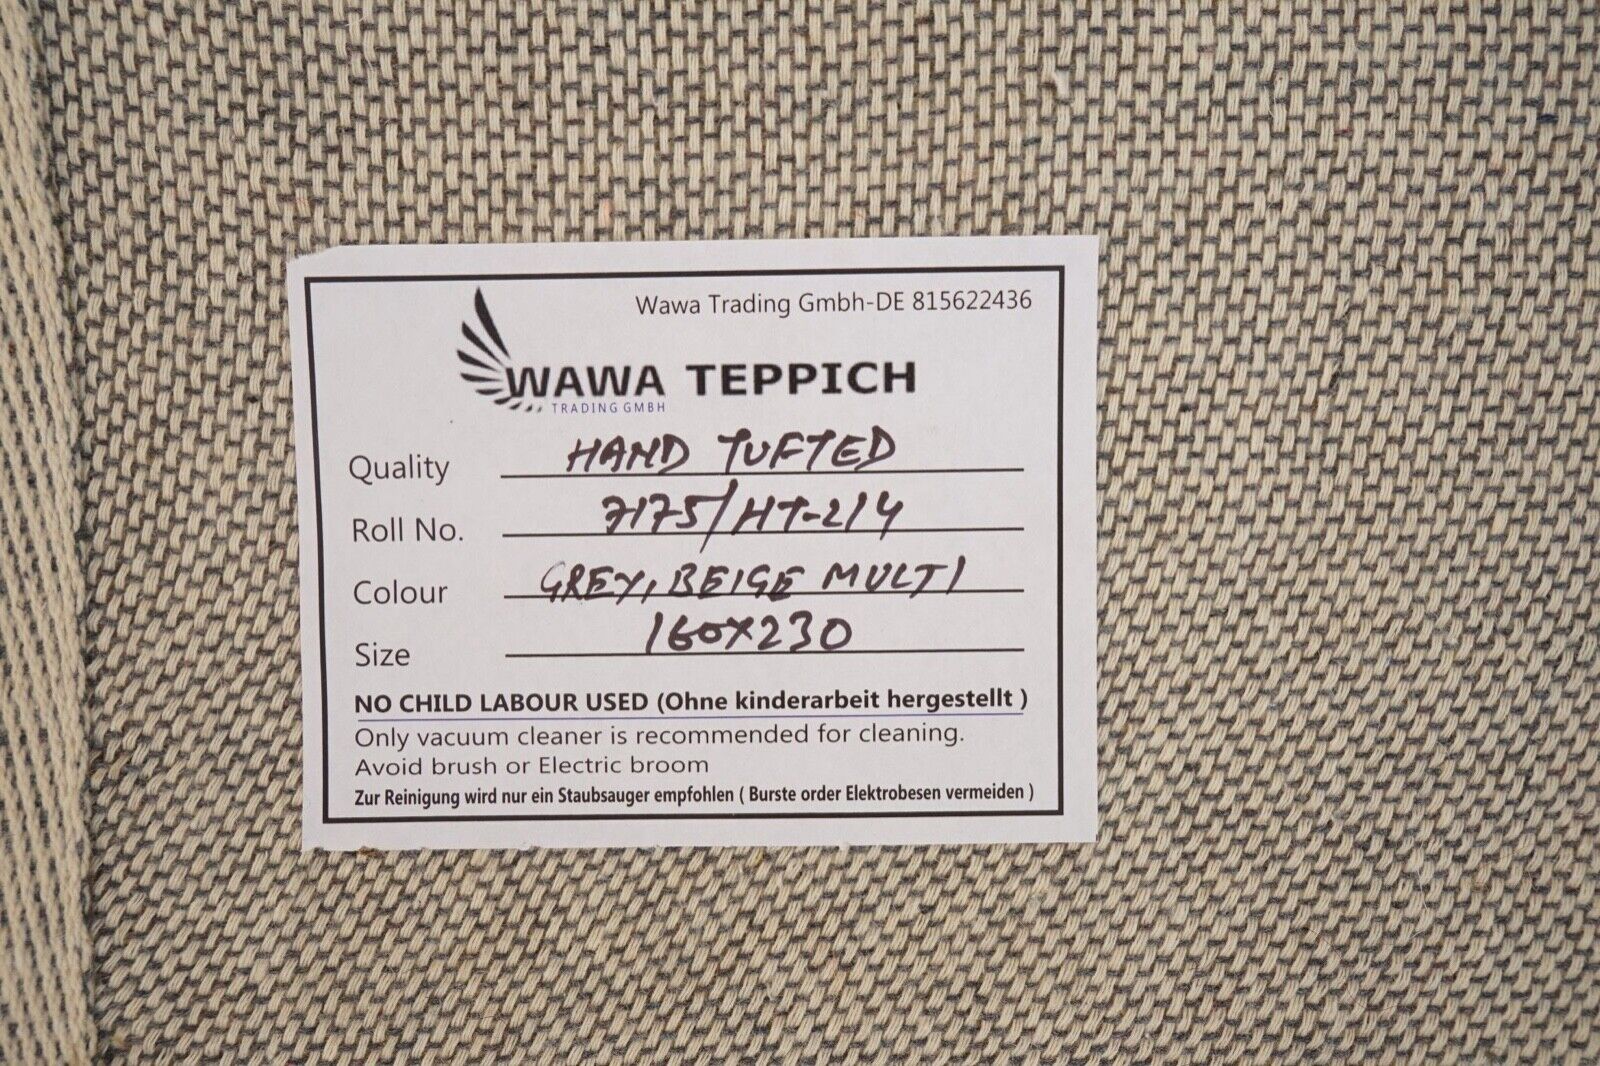 Wawa Trading Gmbh-DE 815622436
WAWA TEPPICH
TRADING GMBH
Quality HAND TUFTED
Roll No. 7175/HT-214
Colour GREY, BEIGE MULTI
Size 160X230
NO CHILD LABOUR USED (Ohne kinderarbeit hergestellt )
Only vacuum cleaner is recommended for cleaning.
Avoid brush or Electric broom
Zur Reinigung wird nur ein Staubsauger empfohlen ( Burste order Elektrobesen vermeiden )